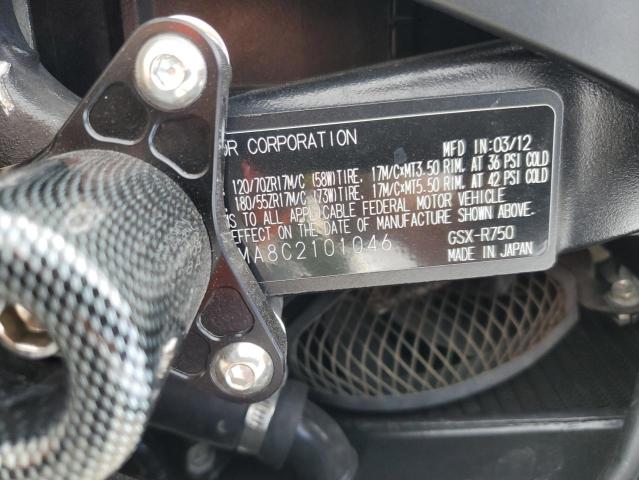 OR CORPORATION MFD IN:03/12
120/70ZR17M/C (58W)TIRE, 17M/C×MT3.50 RIM, AT 36 PSI COLD
180/55ZR17M/C (73W)TIRE, 17M/C×MT5.50 RIM, AT 42 PSI COLD
S TO ALL APPLICABLE FEDERAL MOTOR VEHICLE
EFFECT ON THE DATE OF MANUFACTURE SHOWN ABOVE.
MA8C2101046 GSX-R750
MADE IN JAPAN